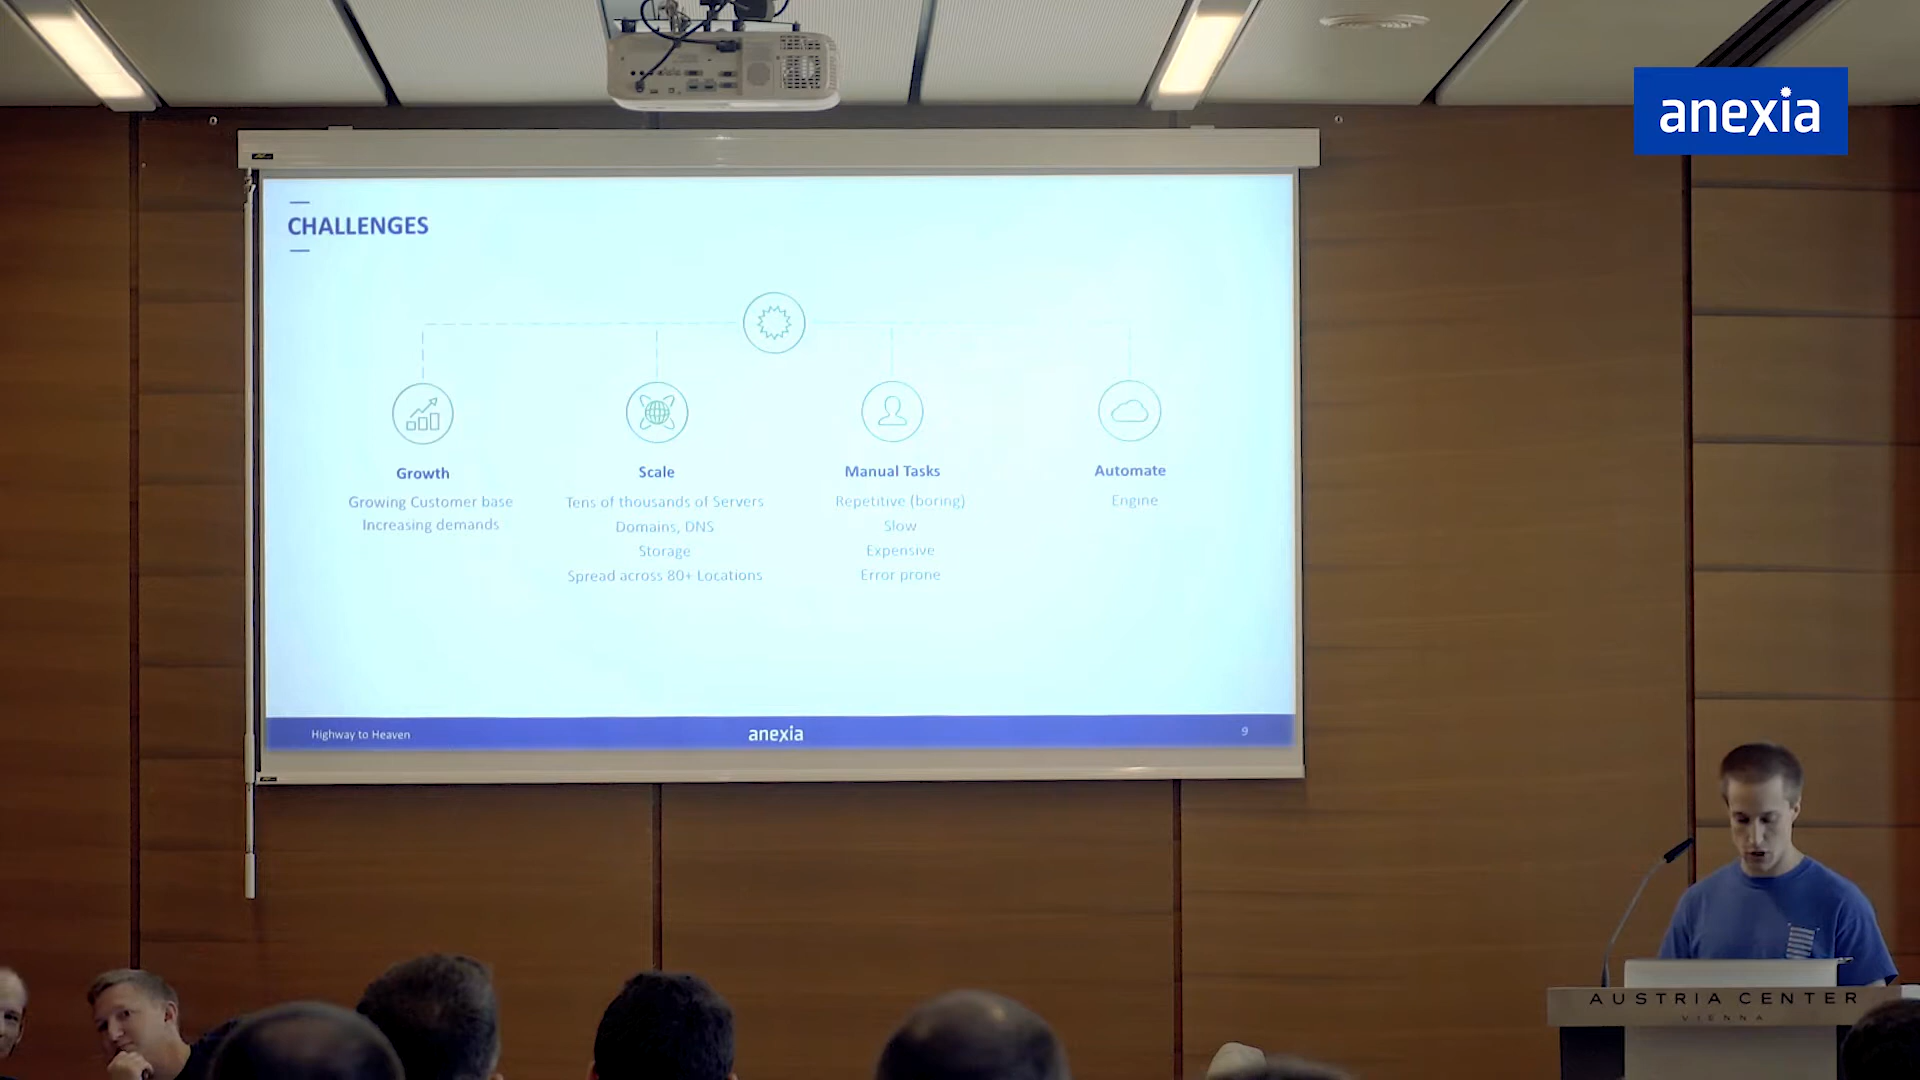 anexia
CHALLENGES
Growth
Growing Customer base
Increasing demands
Scale
Tens of thousands of Servers
Domains, DNS
Storage
Spread across 80+ Locations
Manual Tasks
Repetitive (boring)
Slow
Expensive
Error prone
Automate
Engine
Highway to Heaven
anexia
9
AUSTRIA CENTER
VIENNA